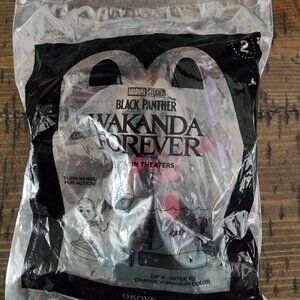 2
MARVEL STUDIOS
BLACK PANTHER
WAKANDA
FOREVER
IN THEATERS
TURN WHEEL
FOR ACTION!
DIP IN WATER TO
CHANGE VIBRANIUM COLOR
OKOYE